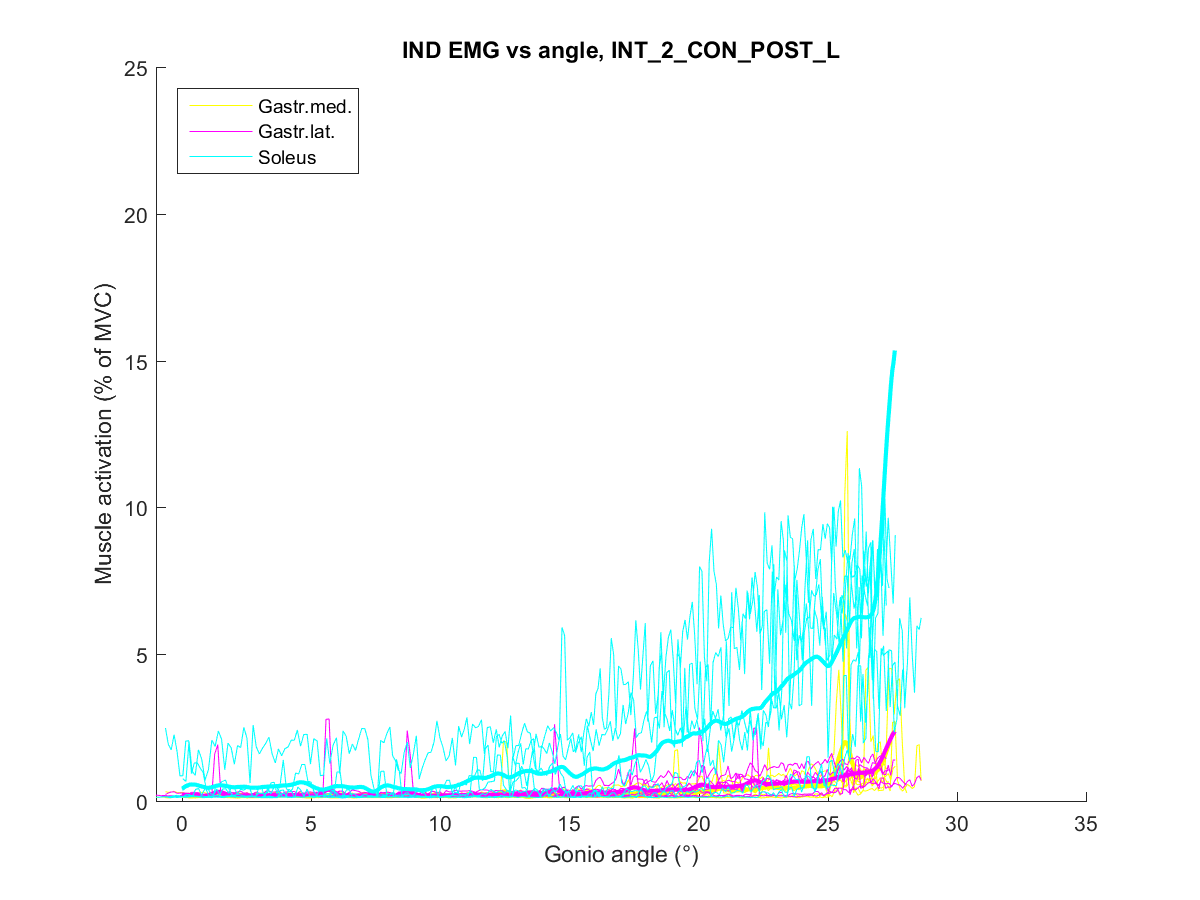 IND EMG vs angle, INT_2_CON_POST_L
25
20
15
10
5
0
Muscle activation (% of MVC)
Gastr.med.
Gastr.lat.
Soleus
0 5 10 15 20 25 30 35
Gonio angle (°)